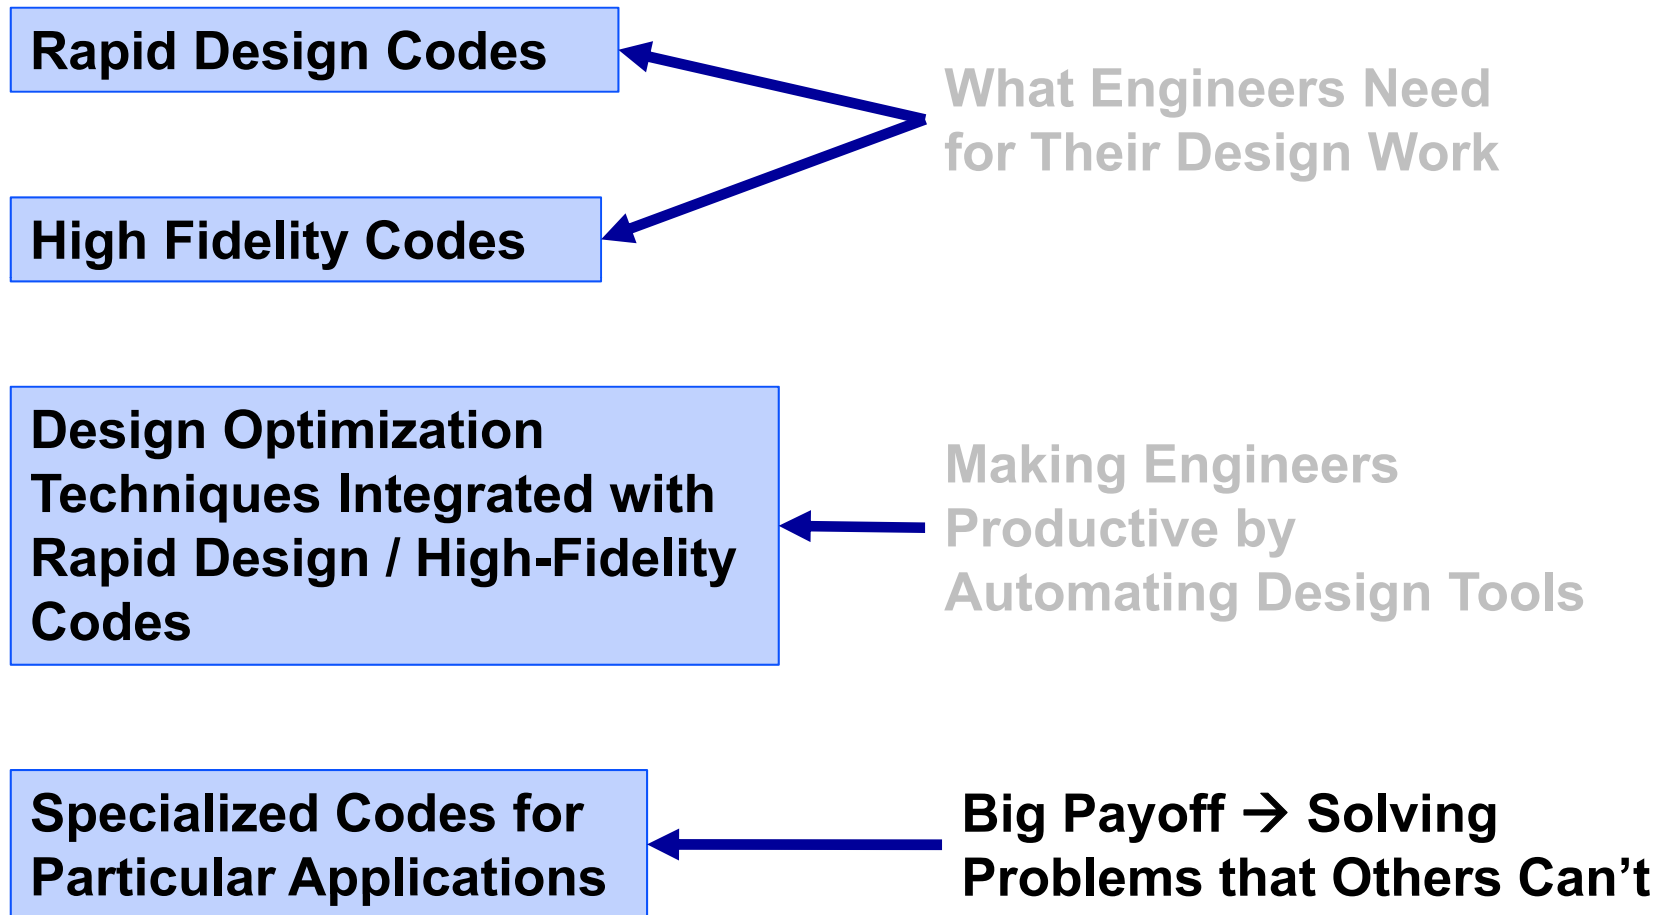 Rapid Design Codes
What Engineers Need
for Their Design Work
High Fidelity Codes
Design Optimization
Techniques Integrated with
Rapid Design / High-Fidelity
Codes
Making Engineers
Productive by
Automating Design Tools
Specialized Codes for
Particular Applications
Big Payoff → Solving
Problems that Others Can’t